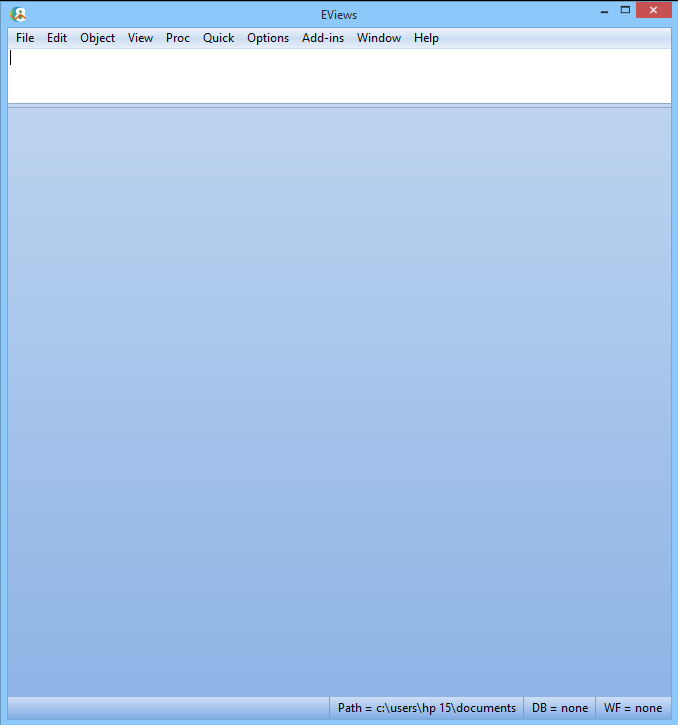 EViews
File Edit Object View Proc Quick Options Add-ins Window Help
Path = c:\users\hp 15\documents DB = none WF = none